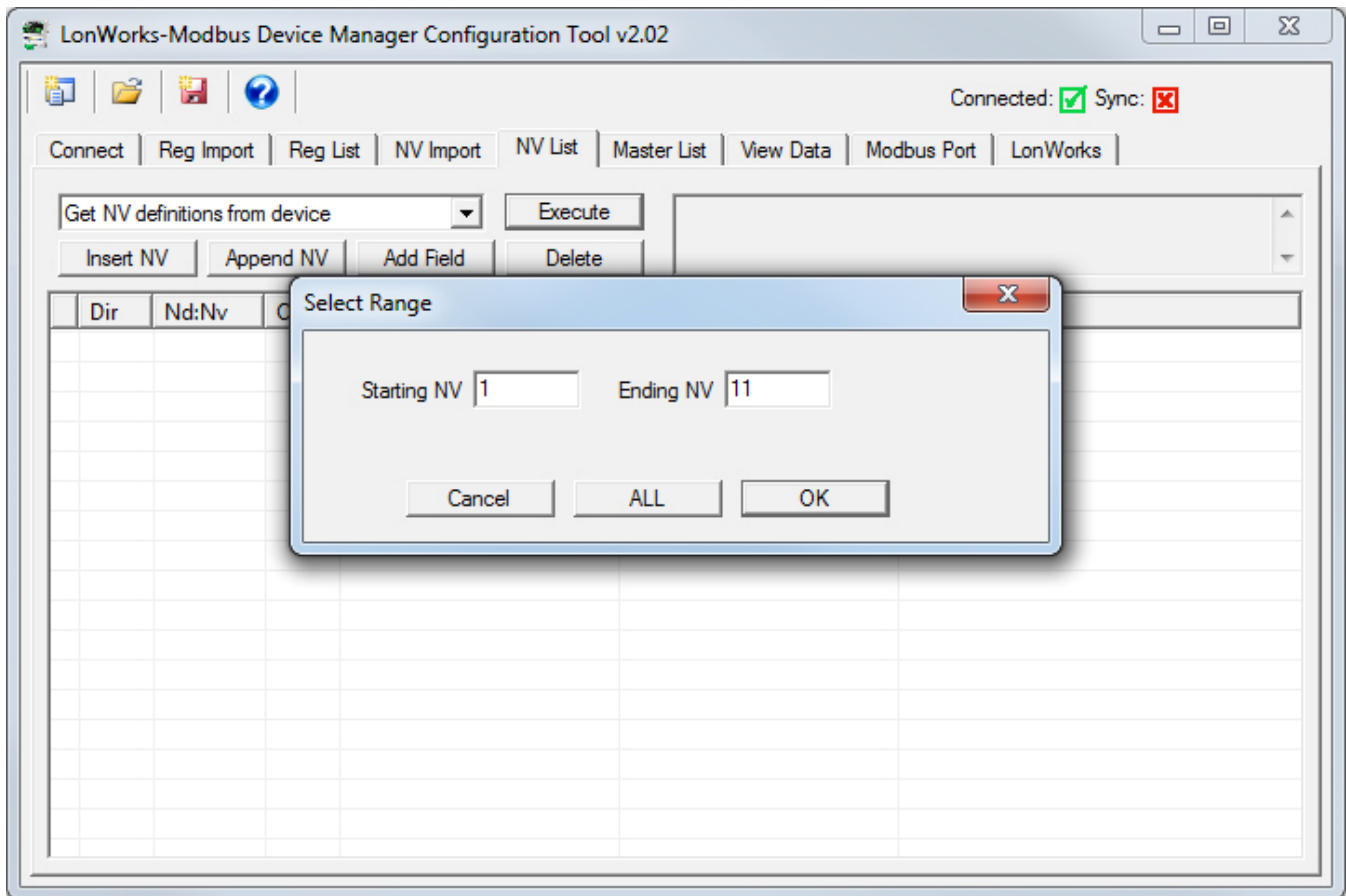 LonWorks-Modbus Device Manager Configuration Tool v2.02
Connected: Sync:
Connect Reg Import Reg List NV Import NV List Master List View Data Modbus Port LonWorks
Get NV definitions from device Execute
Insert NV Append NV Add Field Delete
Dir Nd:Nv
Select Range
Starting NV 1 Ending NV 11
Cancel ALL OK